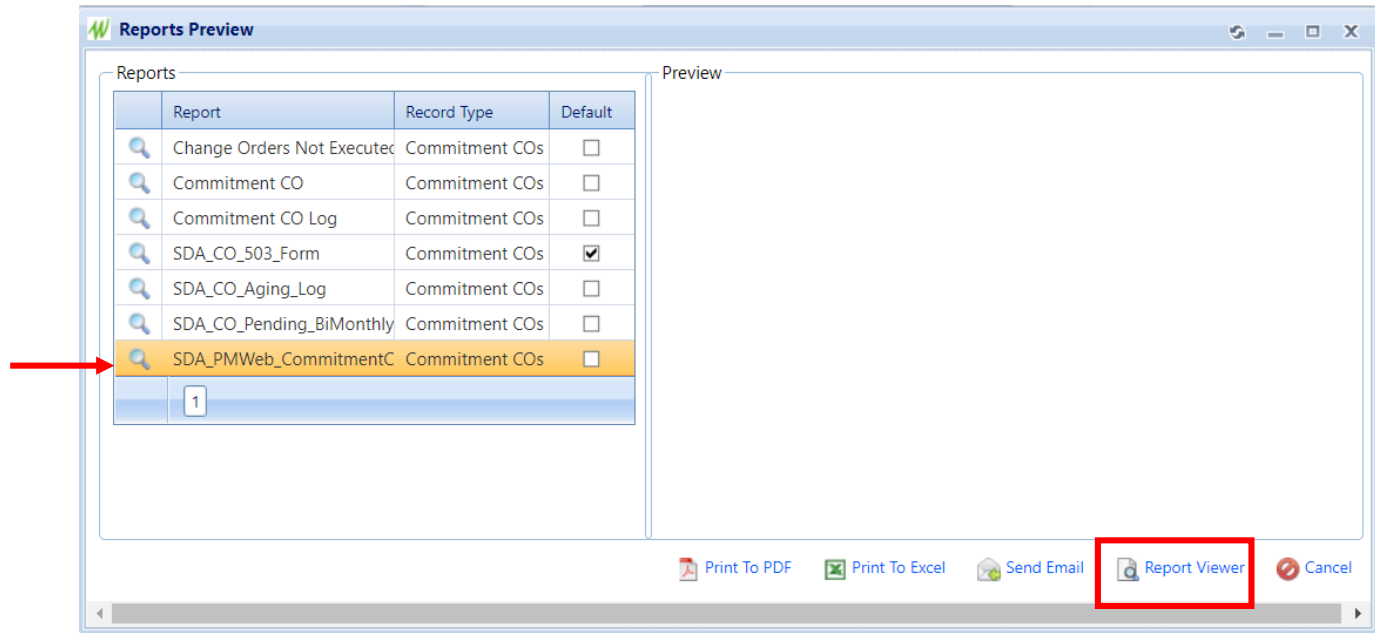 Reports Preview
Reports
Preview
Report Record Type Default
Change Orders Not Executed Commitment COs
Commitment CO Commitment COs
Commitment CO Log Commitment COs
SDA_CO_503_Form Commitment COs
SDA_CO_Aging_Log Commitment COs
SDA_CO_Pending_BiMonthly Commitment COs
SDA_PMWeb_CommitmentC Commitment COs
1
Print To PDF Print To Excel Send Email Report Viewer Cancel